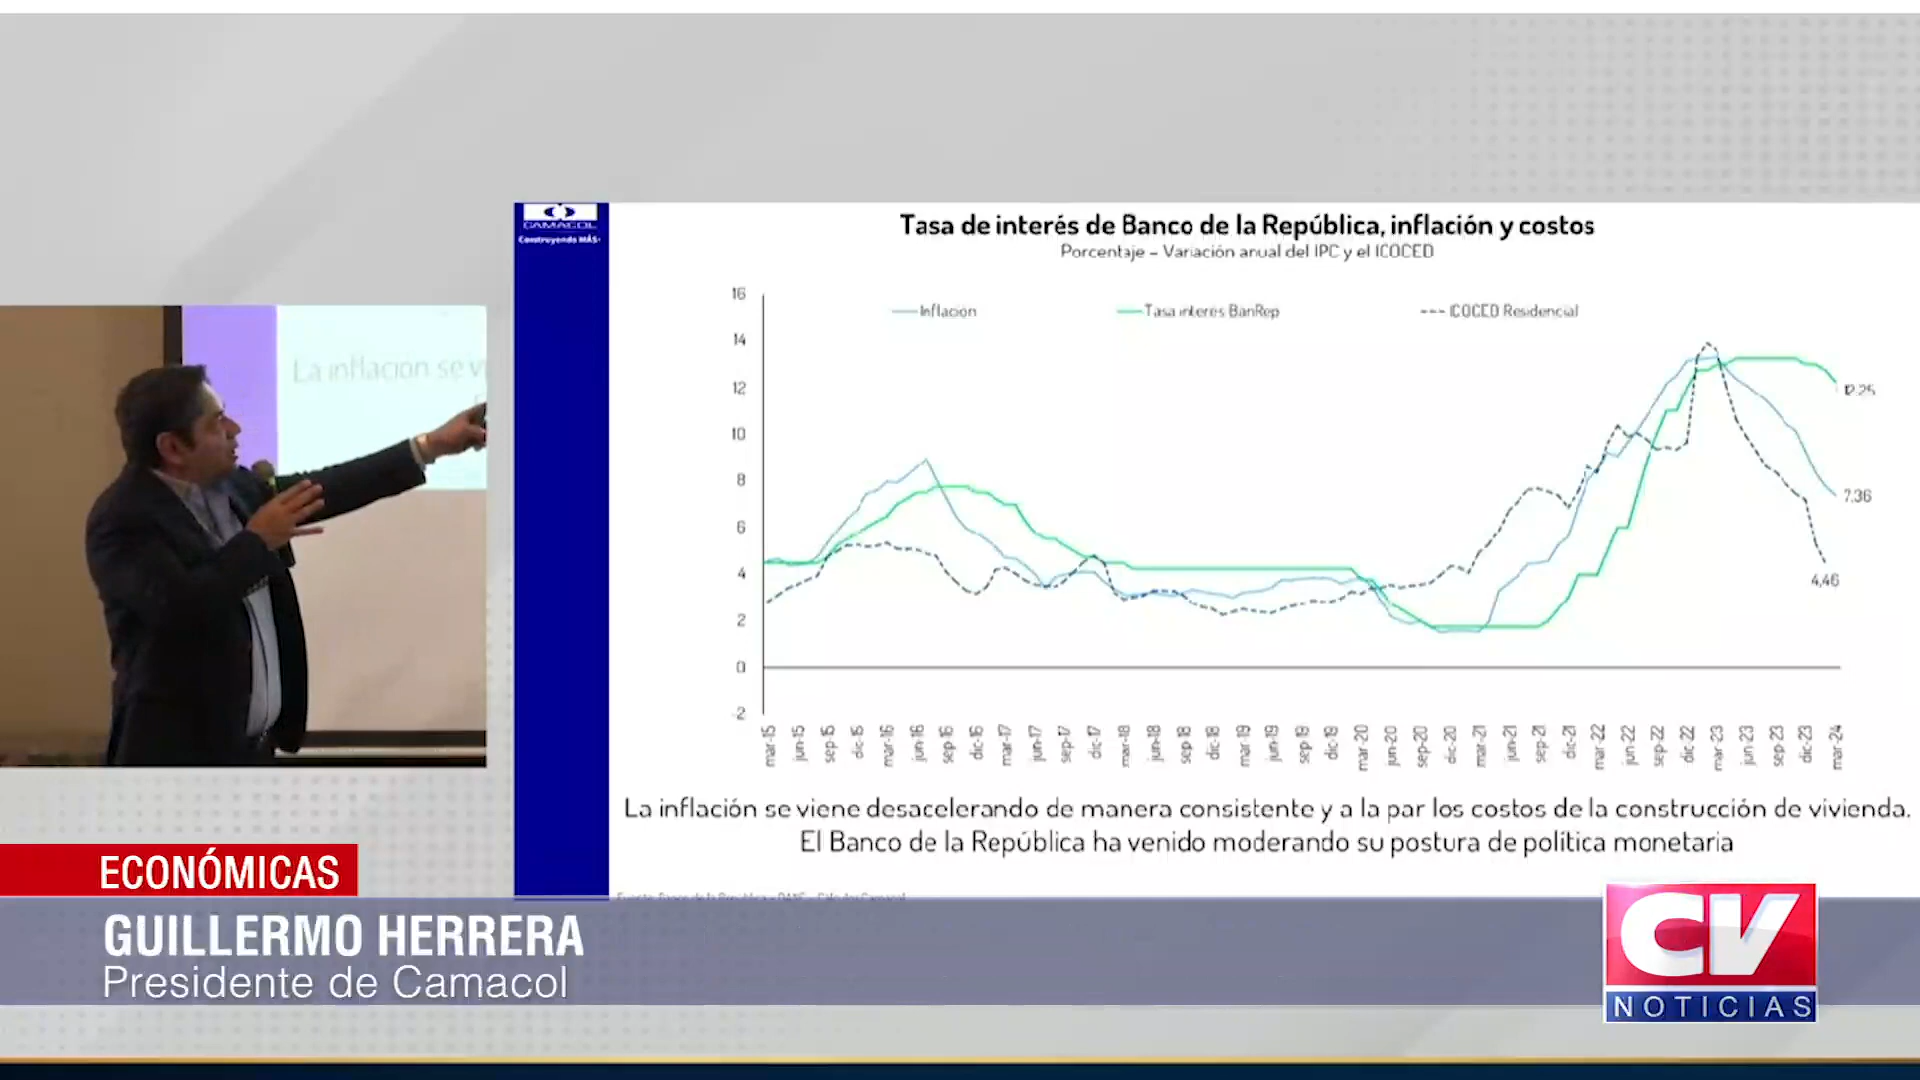 CAMACOL
Construyendo MÁS
Tasa de interés de Banco de la República, inflación y costos
Porcentaje – Variación anual del IPC y el ICOCED
Inflación
Tasa interés BanRep
ICOCED Residencial
16
14
12
10
8
6
4
2
0
-2
12,25
7,36
4,46
mar-15
jun-15
sep-15
dic-15
mar-16
jun-16
sep-16
dic-16
mar-17
jun-17
sep-17
dic-17
mar-18
jun-18
sep-18
dic-18
mar-19
jun-19
sep-19
dic-19
mar-20
jun-20
sep-20
dic-20
mar-21
jun-21
sep-21
dic-21
mar-22
jun-22
sep-22
dic-22
mar-23
jun-23
sep-23
dic-23
mar-24
La inflación se viene desacelerando de manera consistente y a la par los costos de la construcción de vivienda.
El Banco de la República ha venido moderando su postura de política monetaria
La inflación se v
ECONÓMICAS
GUILLERMO HERRERA
Presidente de Camacol
CV
NOTICIAS